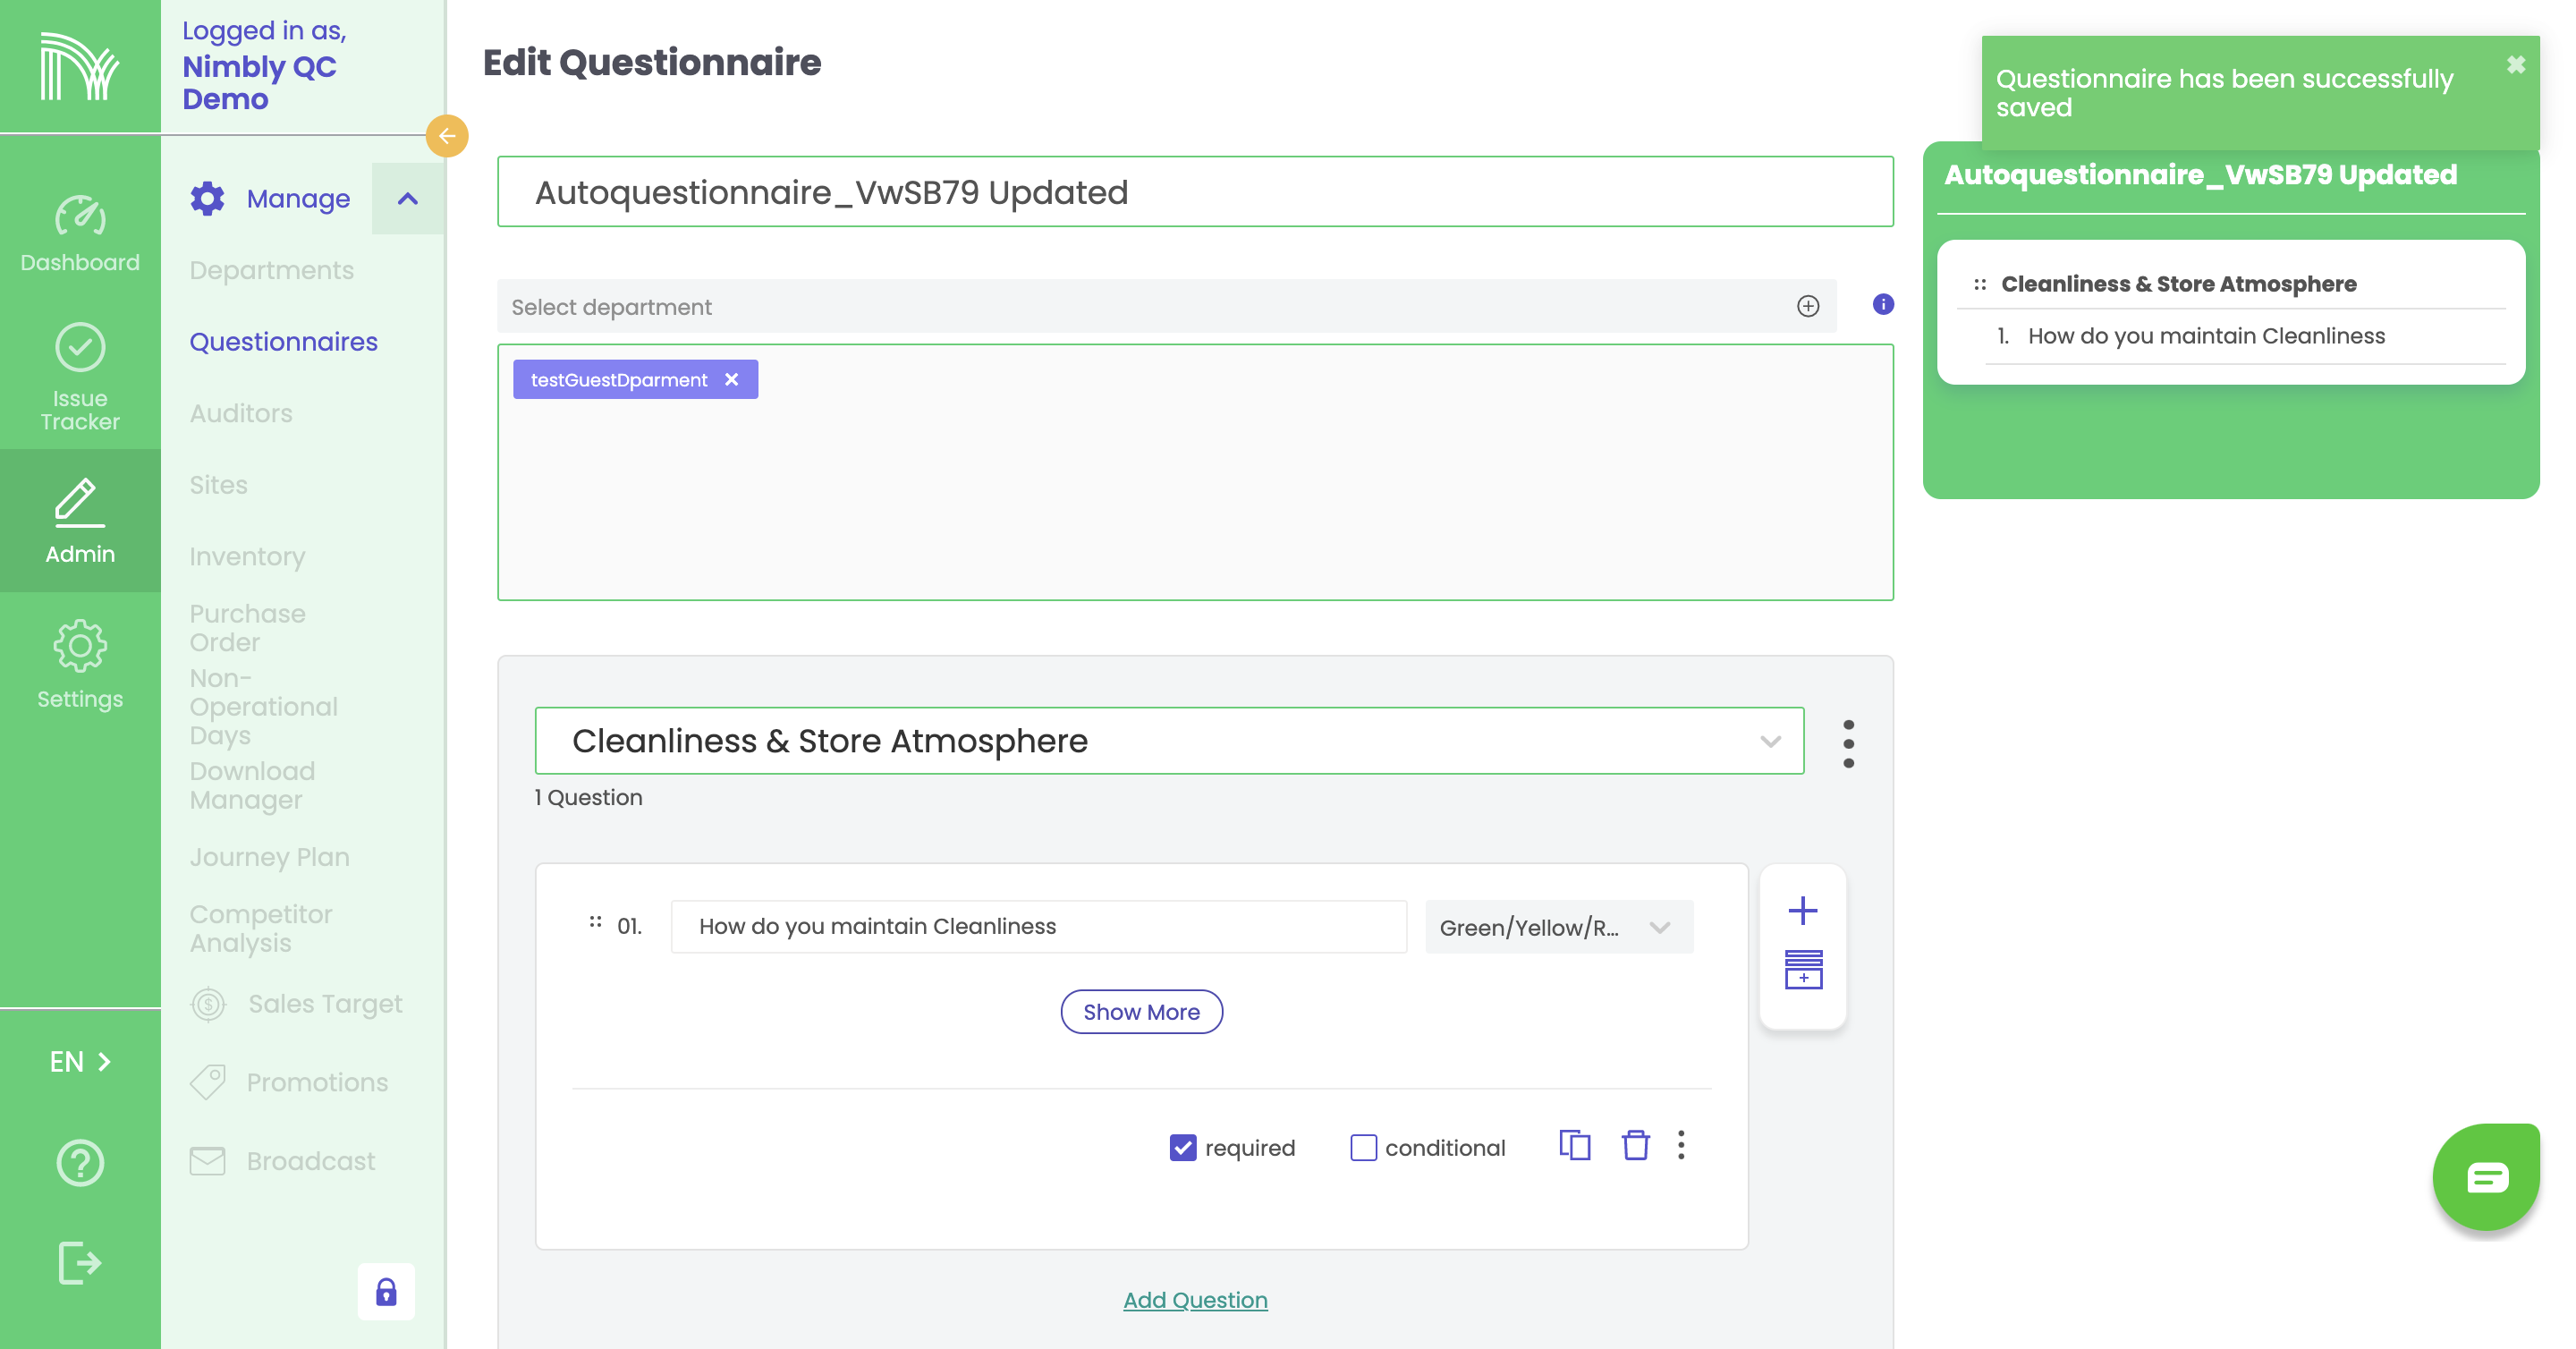 Logged in as,
Nimbly QC
Demo
Dashboard
Issue
Tracker
Admin
Settings
EN
Manage
Departments
Questionnaires
Auditors
Sites
Inventory
Purchase
Order
Non-
Operational
Days
Download
Manager
Journey Plan
Competitor
Analysis
Sales Target
Promotions
Broadcast
Edit Questionnaire
Autoquestionnaire_VwSB79 Updated
Select department
testGuestDparment
Cleanliness & Store Atmosphere
1 Question
01.
How do you maintain Cleanliness
Green/Yellow/R...
Show More
required
conditional
Add Question
Questionnaire has been successfully
saved
Autoquestionnaire_VwSB79 Updated
Cleanliness & Store Atmosphere
1. How do you maintain Cleanliness